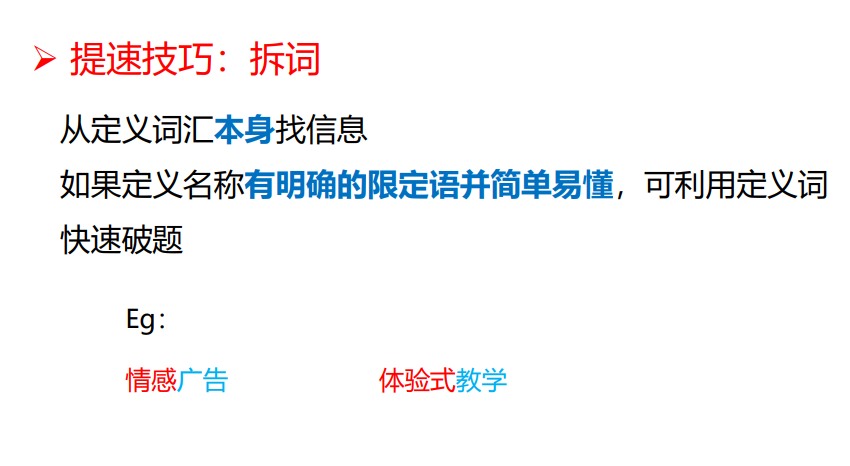 ➢ 提速技巧：拆词
从定义词汇本身找信息
如果定义名称有明确的限定语并简单易懂，可利用定义词
快速破题
Eg：
情感广告 体验式教学